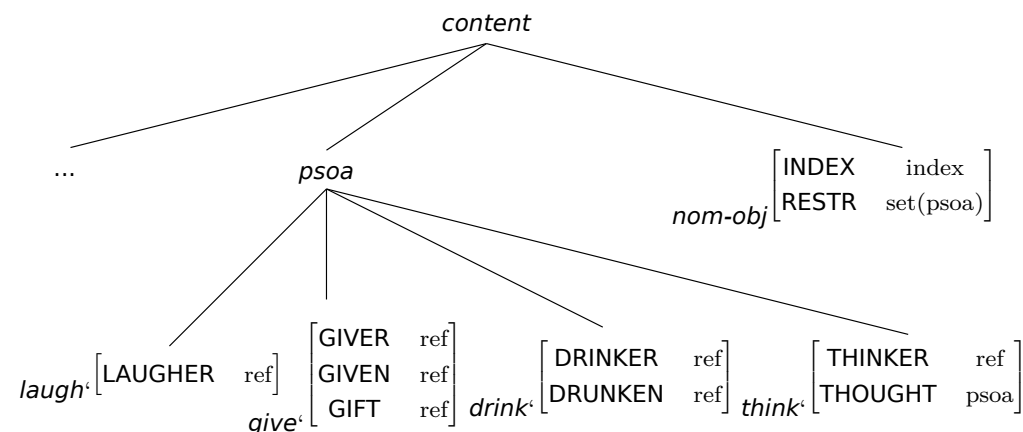 content
...
psoa
nom-obj [INDEX index
RESTR set(psoa)]
laugh‘ [LAUGHER ref]
give‘ [GIVER ref
GIVEN ref
GIFT ref]
drink‘ [DRINKER ref
DRUNKEN ref]
think‘ [THINKER ref
THOUGHT psoa]